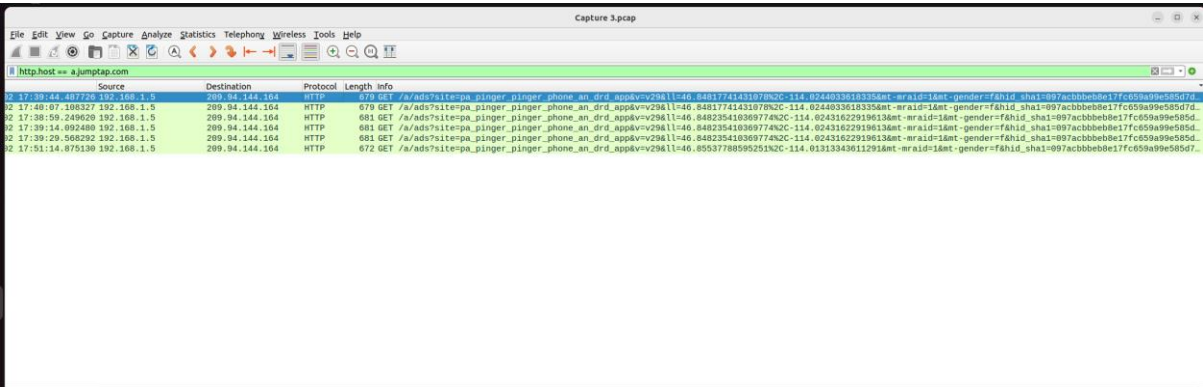 Capture 3.pcap
File Edit View Go Capture Analyze Statistics Telephony Wireless Tools Help
http.host == a.jumptap.com
Source Destination Protocol Length Info
02 17:39:44.487726 192.168.1.5 209.94.144.164 HTTP 679 GET /a/ads?site=pa_pinger_pinger_phone_an_drd_app&v=v29&ll=46.84817741431078%2C-114.0244033618335&mt-mraid=1&mt-gender=f&hid_sha1=097acbbbeb8e17fc659a99e585d7d…
02 17:48:07.108327 192.168.1.5 209.94.144.164 HTTP 679 GET /a/ads?site=pa_pinger_pinger_phone_an_drd_app&v=v29&ll=46.84817741431078%2C-114.0244033618335&mt-mraid=1&mt-gender=f&hid_sha1=097acbbbeb8e17fc659a99e585d7d…
02 17:38:59.249620 192.168.1.5 209.94.144.164 HTTP 681 GET /a/ads?site=pa_pinger_pinger_phone_an_drd_app&v=v29&ll=46.848235410369774%2C-114.02431622919613&mt-mraid=1&mt-gender=f&hid_sha1=097acbbbeb8e17fc659a99e585d…
02 17:39:14.092480 192.168.1.5 209.94.144.164 HTTP 681 GET /a/ads?site=pa_pinger_pinger_phone_an_drd_app&v=v29&ll=46.848235410369774%2C-114.02431622919613&mt-mraid=1&mt-gender=f&hid_sha1=097acbbbeb8e17fc659a99e585d…
02 17:39:29.568292 192.168.1.5 209.94.144.164 HTTP 681 GET /a/ads?site=pa_pinger_pinger_phone_an_drd_app&v=v29&ll=46.848235410369774%2C-114.02431622919613&mt-mraid=1&mt-gender=f&hid_sha1=097acbbbeb8e17fc659a99e585d…
02 17:51:14.875130 192.168.1.5 209.94.144.164 HTTP 672 GET /a/ads?site=pa_pinger_pinger_phone_an_drd_app&v=v29&ll=46.85537788595251%2C-114.01313343611291&mt-mraid=1&mt-gender=f&hid_sha1=097acbbbeb8e17fc659a99e585d7…